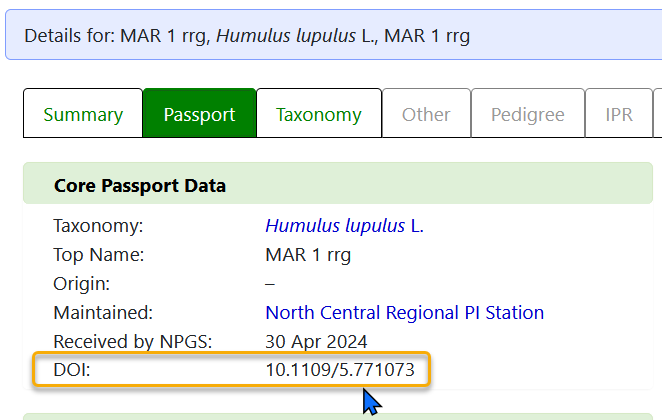 Details for: MAR 1 rrg, Humulus lupulus L., MAR 1 rrg
Summary Passport Taxonomy Other Pedigree IPR
Core Passport Data
Taxonomy: Humulus lupulus L.
Top Name: MAR 1 rrg
Origin: –
Maintained: North Central Regional PI Station
Received by NPGS: 30 Apr 2024
DOI: 10.1109/5.771073